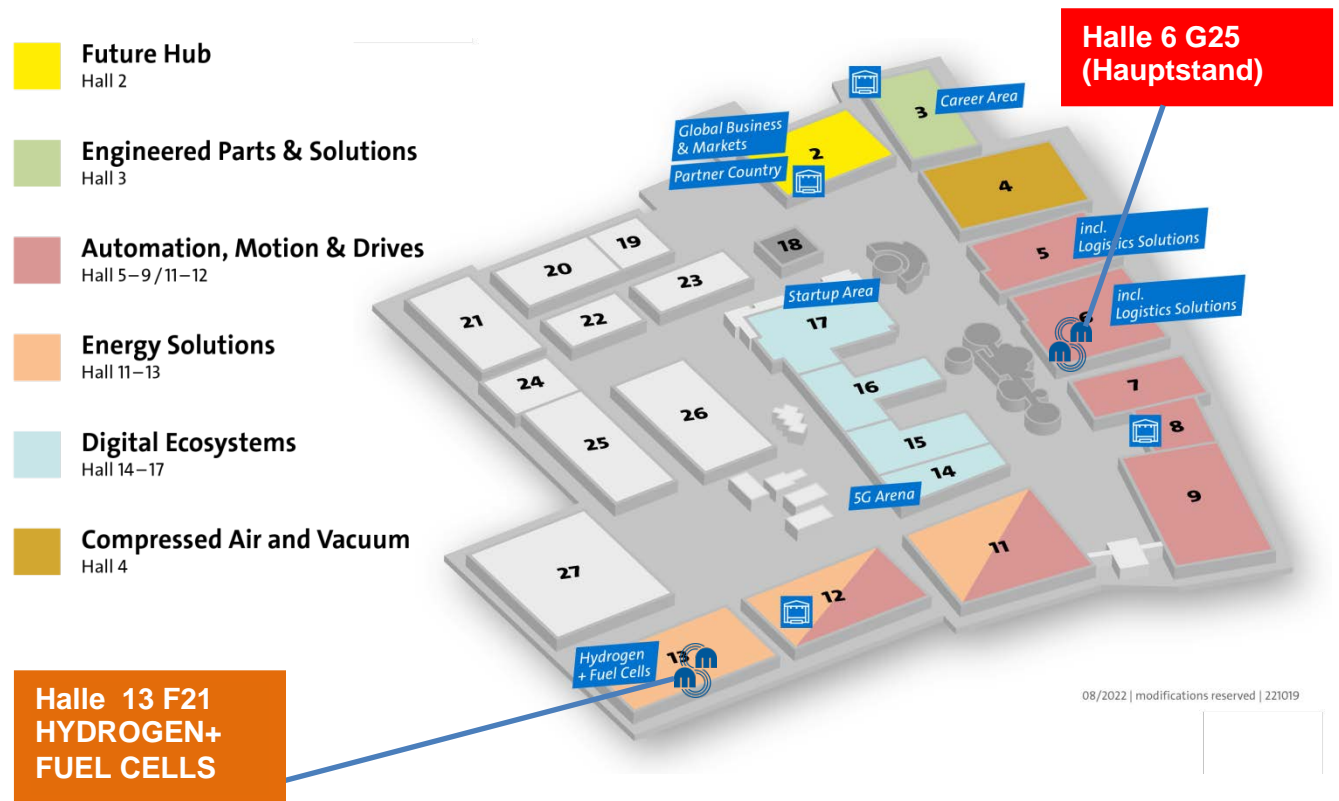 Future Hub
Hall 2
Engineered Parts & Solutions
Hall 3
Automation, Motion & Drives
Hall 5–9/11–12
Energy Solutions
Hall 11–13
Digital Ecosystems
Hall 14–17
Compressed Air and Vacuum
Hall 4
Halle 6 G25
(Hauptstand)
Halle 13 F21
HYDROGEN+
FUEL CELLS
3
Career Area
Global Business
& Markets
2
Partner Country
4
incl.
Logistics Solutions
5
incl.
Logistics Solutions
6
m
m
19
20
18
23
21
22
Startup Area
17
24
16
7
26
25
15
8
14
5G Arena
9
11
27
12
Hydrogen
+ Fuel Cells
13
m
m
08/2022 | modifications reserved | 221019